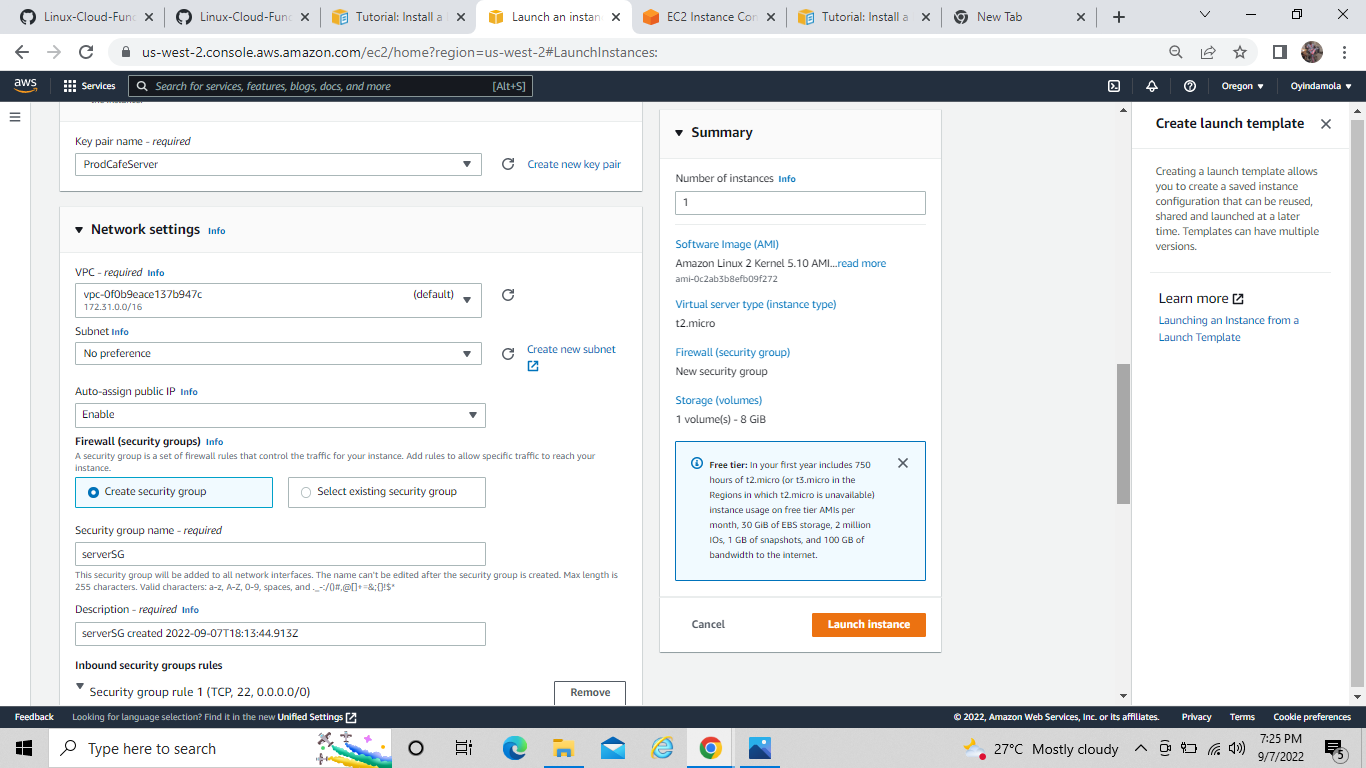 Linux-Cloud-Fund
Linux-Cloud-Fund
Tutorial: Install a
Launch an instan
EC2 Instance Con
Tutorial: Install a
New Tab
us-west-2.console.aws.amazon.com/ec2/home?region=us-west-2#LaunchInstances:
aws
Services
Search for services, features, blogs, docs, and more
[Alt+S]
Oregon
Oyindamola
Key pair name - required
ProdCafeServer
Create new key pair
Network settings Info
VPC - required Info
vpc-0f0b9eace137b947c (default)
172.31.0.0/16
Subnet Info
No preference
Create new subnet
Auto-assign public IP Info
Enable
Firewall (security groups) Info
A security group is a set of firewall rules that control the traffic for your instance. Add rules to allow specific traffic to reach your
instance.
Create security group
Select existing security group
Security group name - required
serverSG
This security group will be added to all network interfaces. The name can't be edited after the security group is created. Max length is
255 characters. Valid characters: a-z, A-Z, 0-9, spaces, and ._-:/()#,@[]+=&;{}!$*
Description - required Info
serverSG created 2022-09-07T18:13:44.913Z
Inbound security groups rules
Security group rule 1 (TCP, 22, 0.0.0.0/0)
Remove
Summary
Number of instances Info
1
Software Image (AMI)
Amazon Linux 2 Kernel 5.10 AMI...read more
ami-0c2ab3b8efb09f272
Virtual server type (instance type)
t2.micro
Firewall (security group)
New security group
Storage (volumes)
1 volume(s) - 8 GiB
Free tier: In your first year includes 750
hours of t2.micro (or t3.micro in the
Regions in which t2.micro is unavailable)
instance usage on free tier AMIs per
month, 30 GiB of EBS storage, 2 million
IOs, 1 GB of snapshots, and 100 GB of
bandwidth to the internet.
Cancel
Launch instance
Create launch template
Creating a launch template allows
you to create a saved instance
configuration that can be reused,
shared and launched at a later
time. Templates can have multiple
versions.
Learn more
Launching an Instance from a
Launch Template
Feedback
Looking for language selection? Find it in the new Unified Settings
© 2022, Amazon Web Services, Inc. or its affiliates.
Privacy
Terms
Cookie preferences
Type here to search
27°C Mostly cloudy
7:25 PM
9/7/2022
5